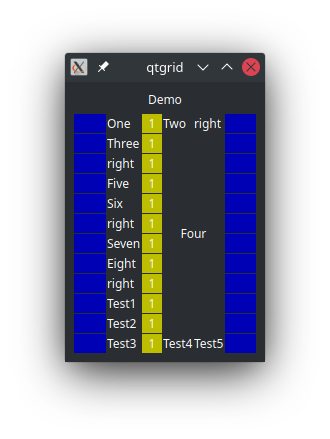 qtgrid
Demo
One 1 Two right
Three 1
right 1
Five 1
Six 1
right 1
Four
Seven 1
Eight 1
right 1
Test1 1
Test2 1
Test3 1 Test4 Test5